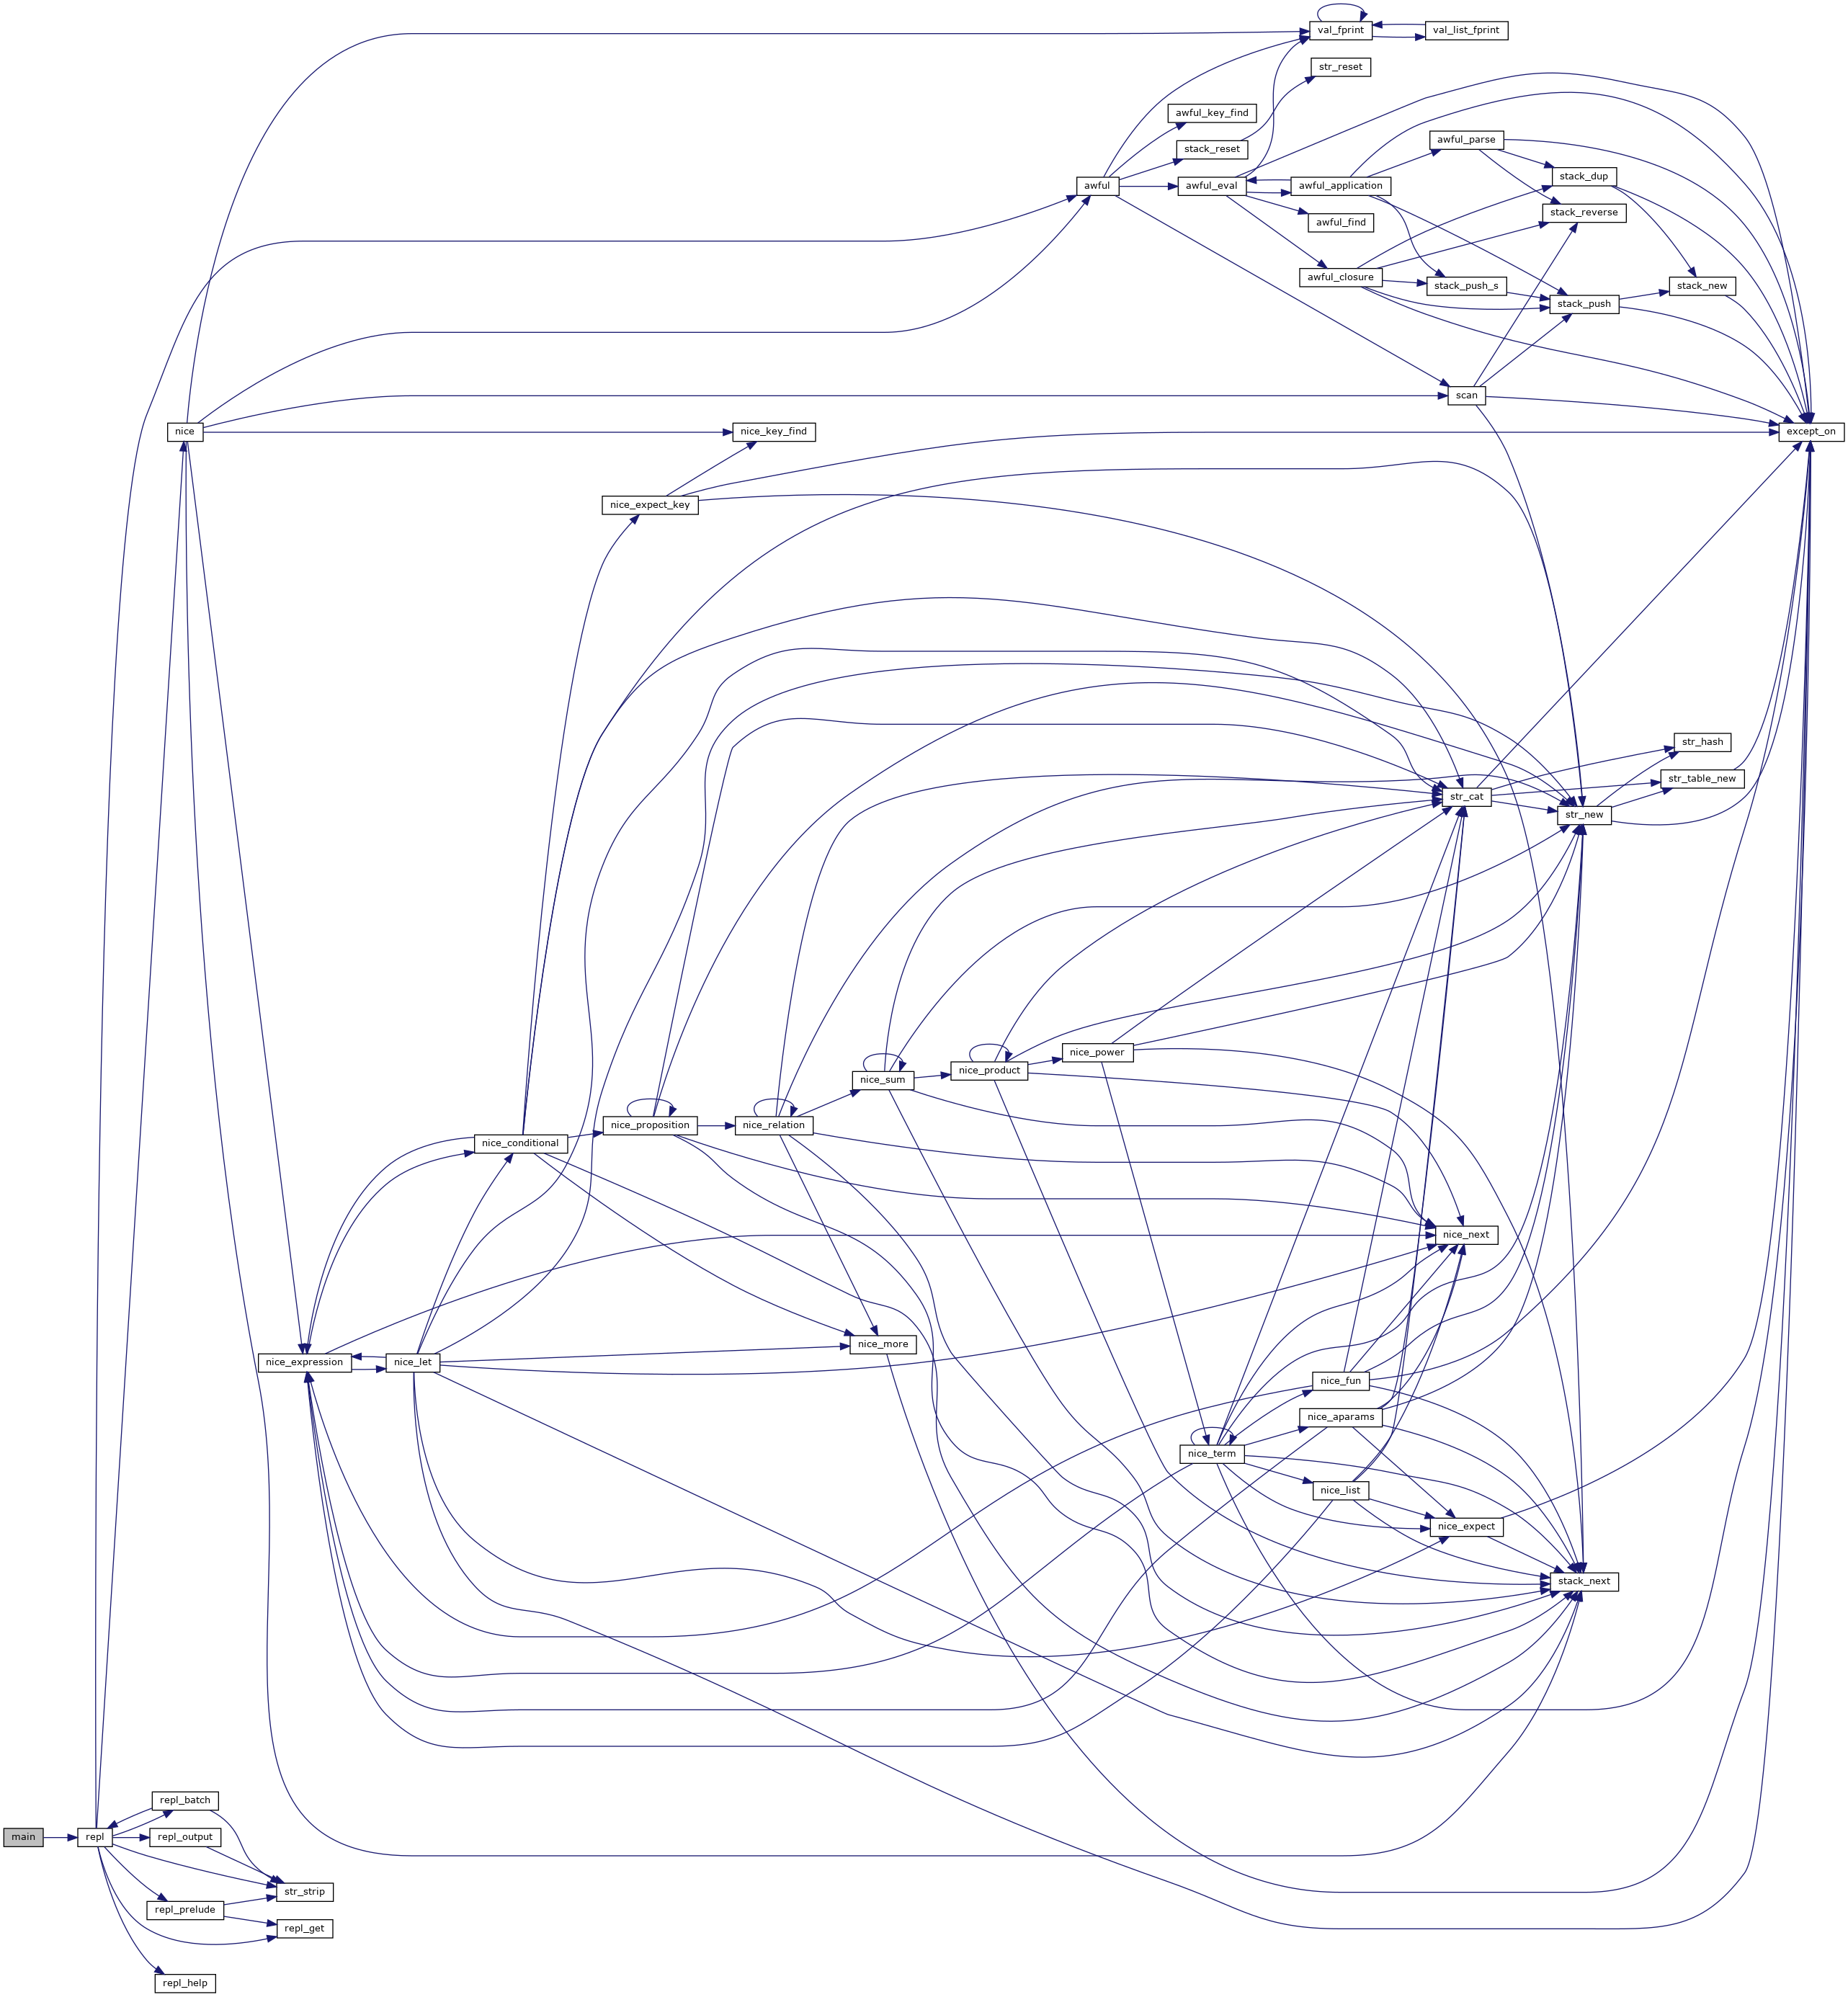 val_fprint
val_list_fprint
str_reset
awful_key_find
awful_parse
stack_reset
stack_dup
awful
awful_eval
awful_application
stack_reverse
awful_find
awful_closure
stack_push_s
stack_new
stack_push
scan
nice
nice_key_find
except_on
nice_expect_key
str_hash
str_table_new
str_cat
str_new
nice_power
nice_product
nice_sum
nice_proposition
nice_relation
nice_conditional
nice_next
nice_more
nice_expression
nice_let
nice_fun
nice_aparams
nice_term
nice_list
nice_expect
stack_next
repl_batch
main
repl
repl_output
str_strip
repl_prelude
repl_get
repl_help